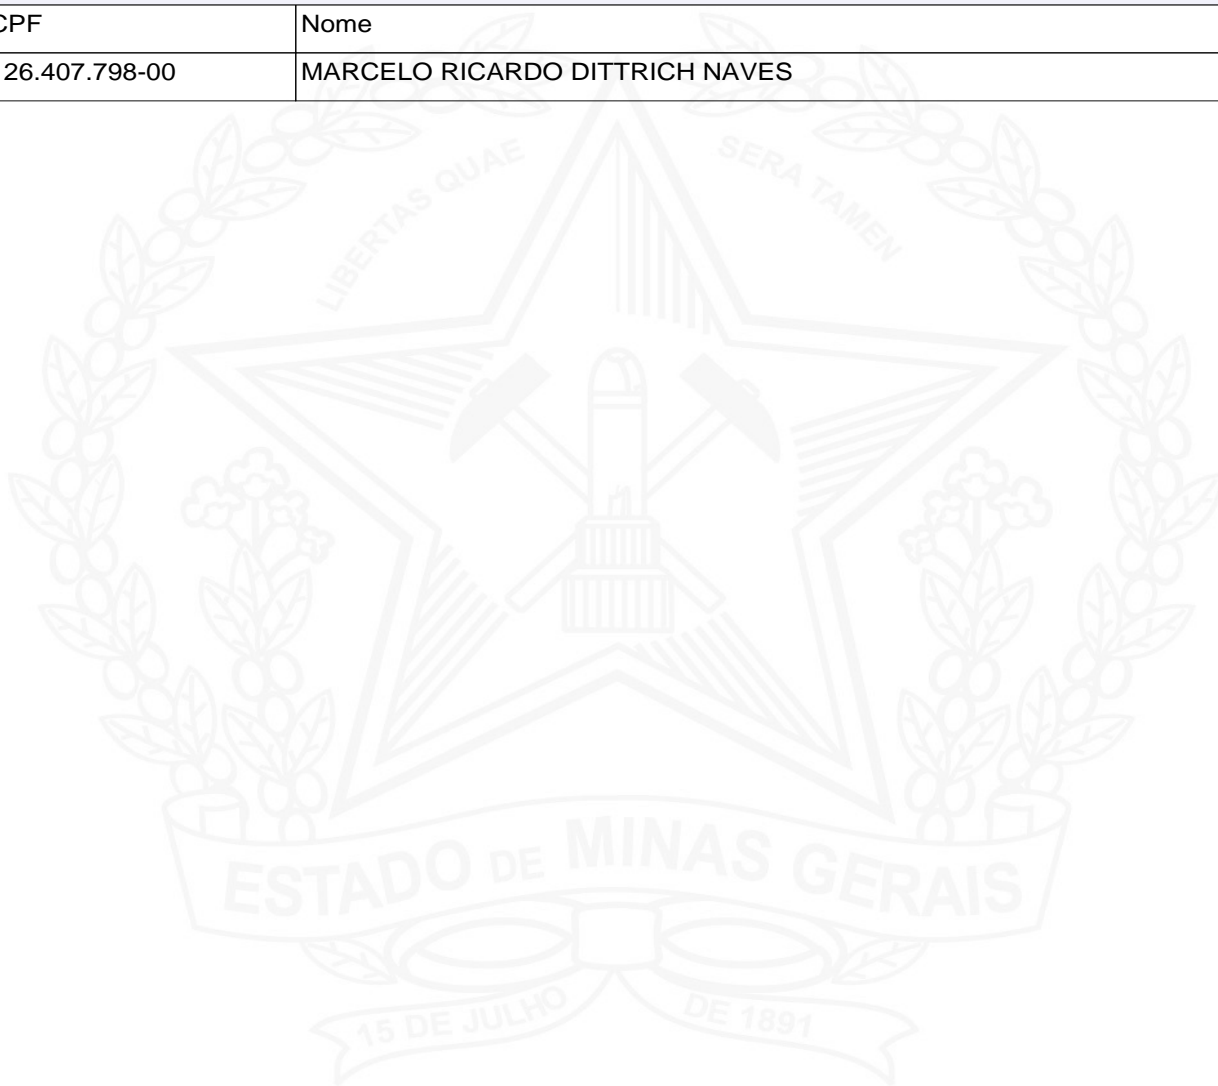 CPF Nome
26.407.798-00 MARCELO RICARDO DITTRICH NAVES
LIBERTAS QUAE SERA TAMEN
ESTADO DE MINAS GERAIS
15 DE JULHO DE 1891